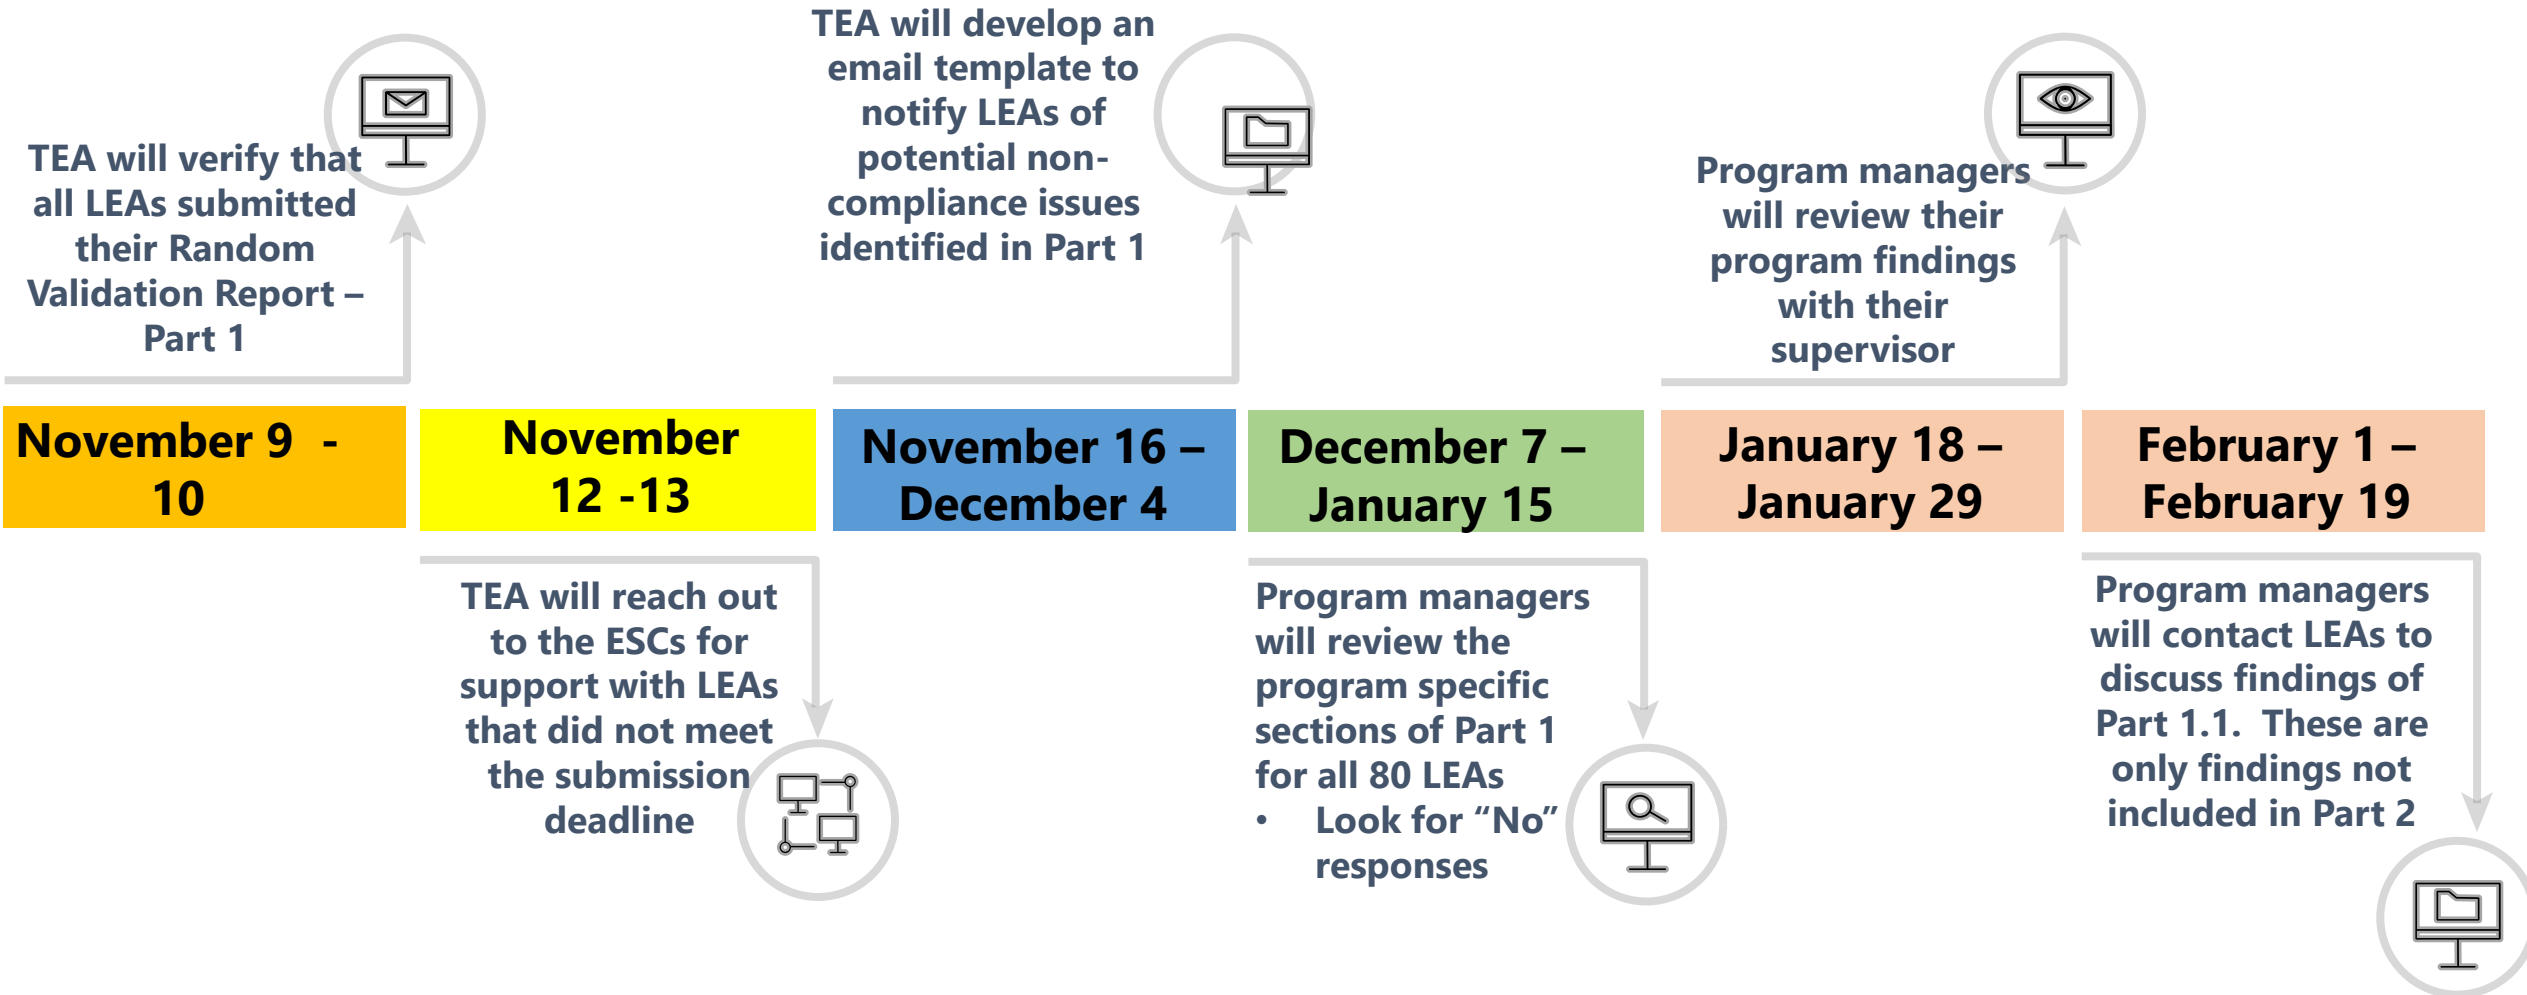 TEA will verify that
all LEAs submitted
their Random
Validation Report –
Part 1
November 9 -
10
November
12 -13
TEA will reach out
to the ESCs for
support with LEAs
that did not meet
the submission
deadline
TEA will develop an
email template to
notify LEAs of
potential non-
compliance issues
identified in Part 1
November 16 –
December 4
December 7 –
January 15
Program managers
will review the
program specific
sections of Part 1
for all 80 LEAs
• Look for “No”
responses
Program managers
will review their
program findings
with their
supervisor
January 18 –
January 29
February 1 –
February 19
Program managers
will contact LEAs to
discuss findings of
Part 1.1. These are
only findings not
included in Part 2